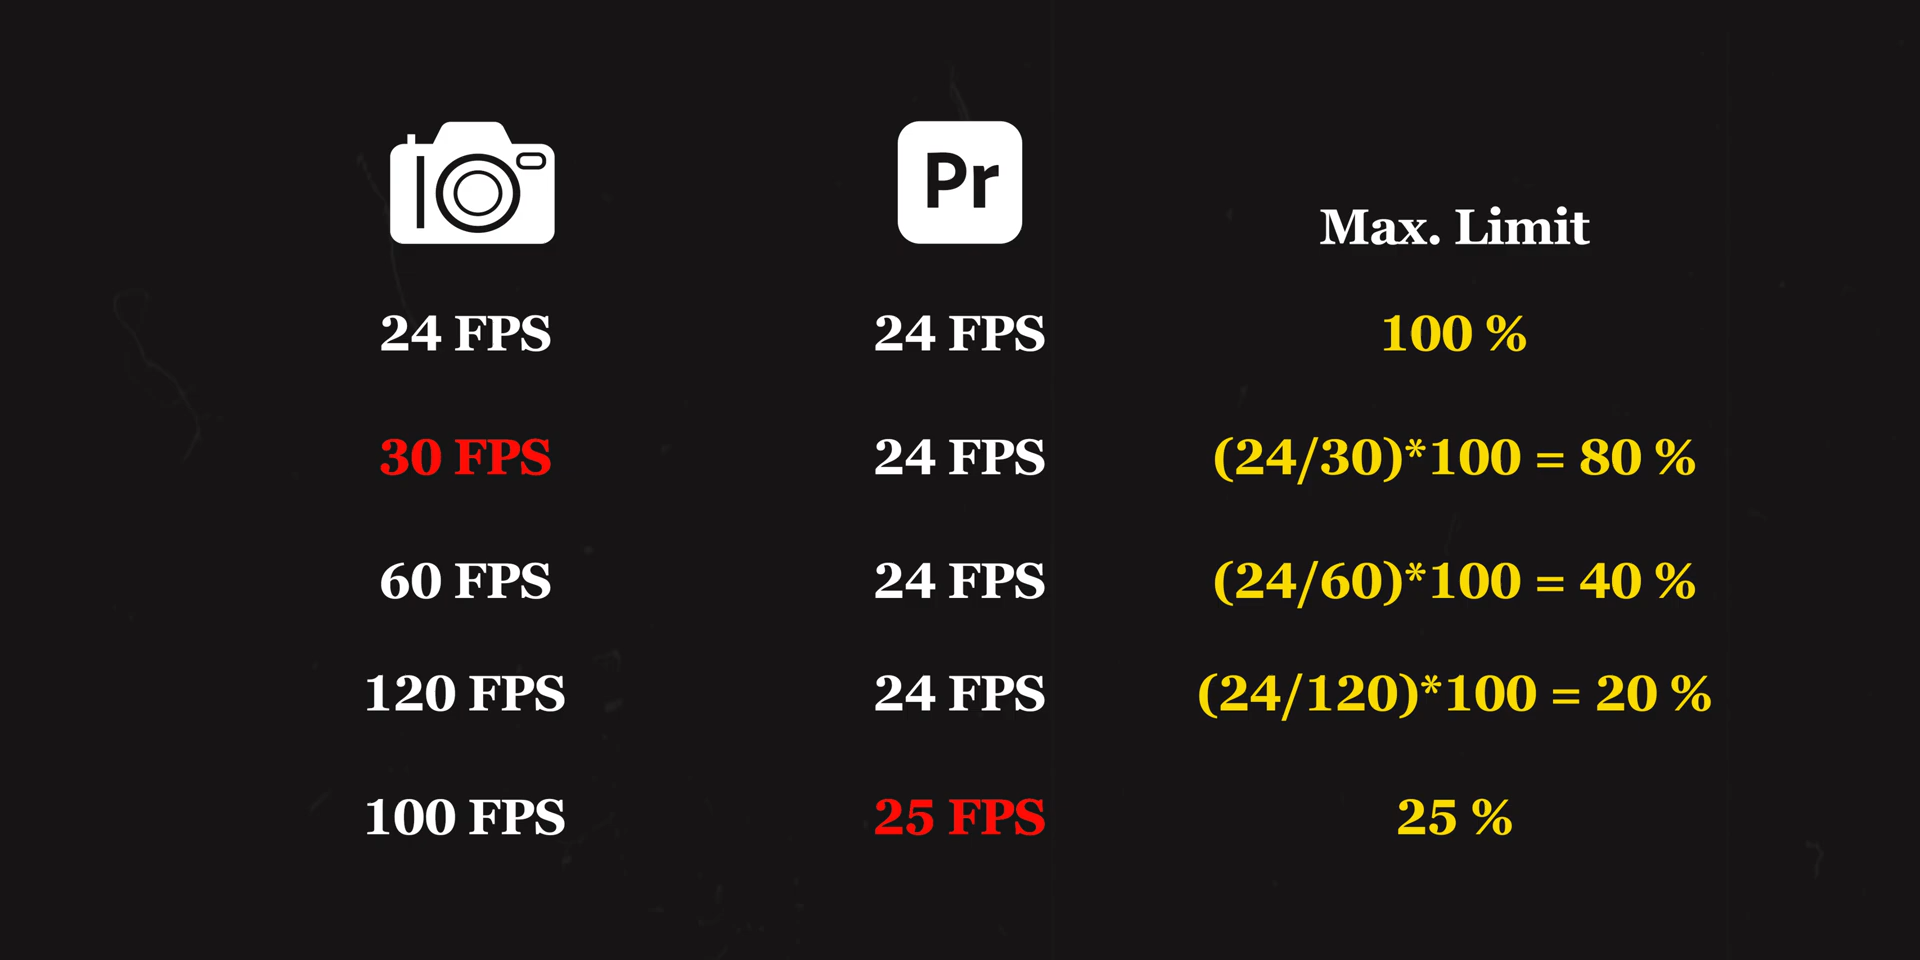 Pr
Max. Limit
24 FPS 24 FPS 100 %
30 FPS 24 FPS (24/30)*100 = 80 %
60 FPS 24 FPS (24/60)*100 = 40 %
120 FPS 24 FPS (24/120)*100 = 20 %
100 FPS 25 FPS 25 %